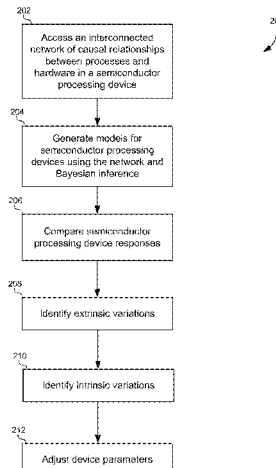 202
Access an interconnected
network of causal relationships
between processes and
hardware in a semiconductor
processing device
204
Generate models for
semiconductor processing
devices using the network and
Bayesian inference
206
Compare semiconductor
processing device responses
208
Identify extrinsic variations
210
Identify intrinsic variations
212
Adjust device parameters